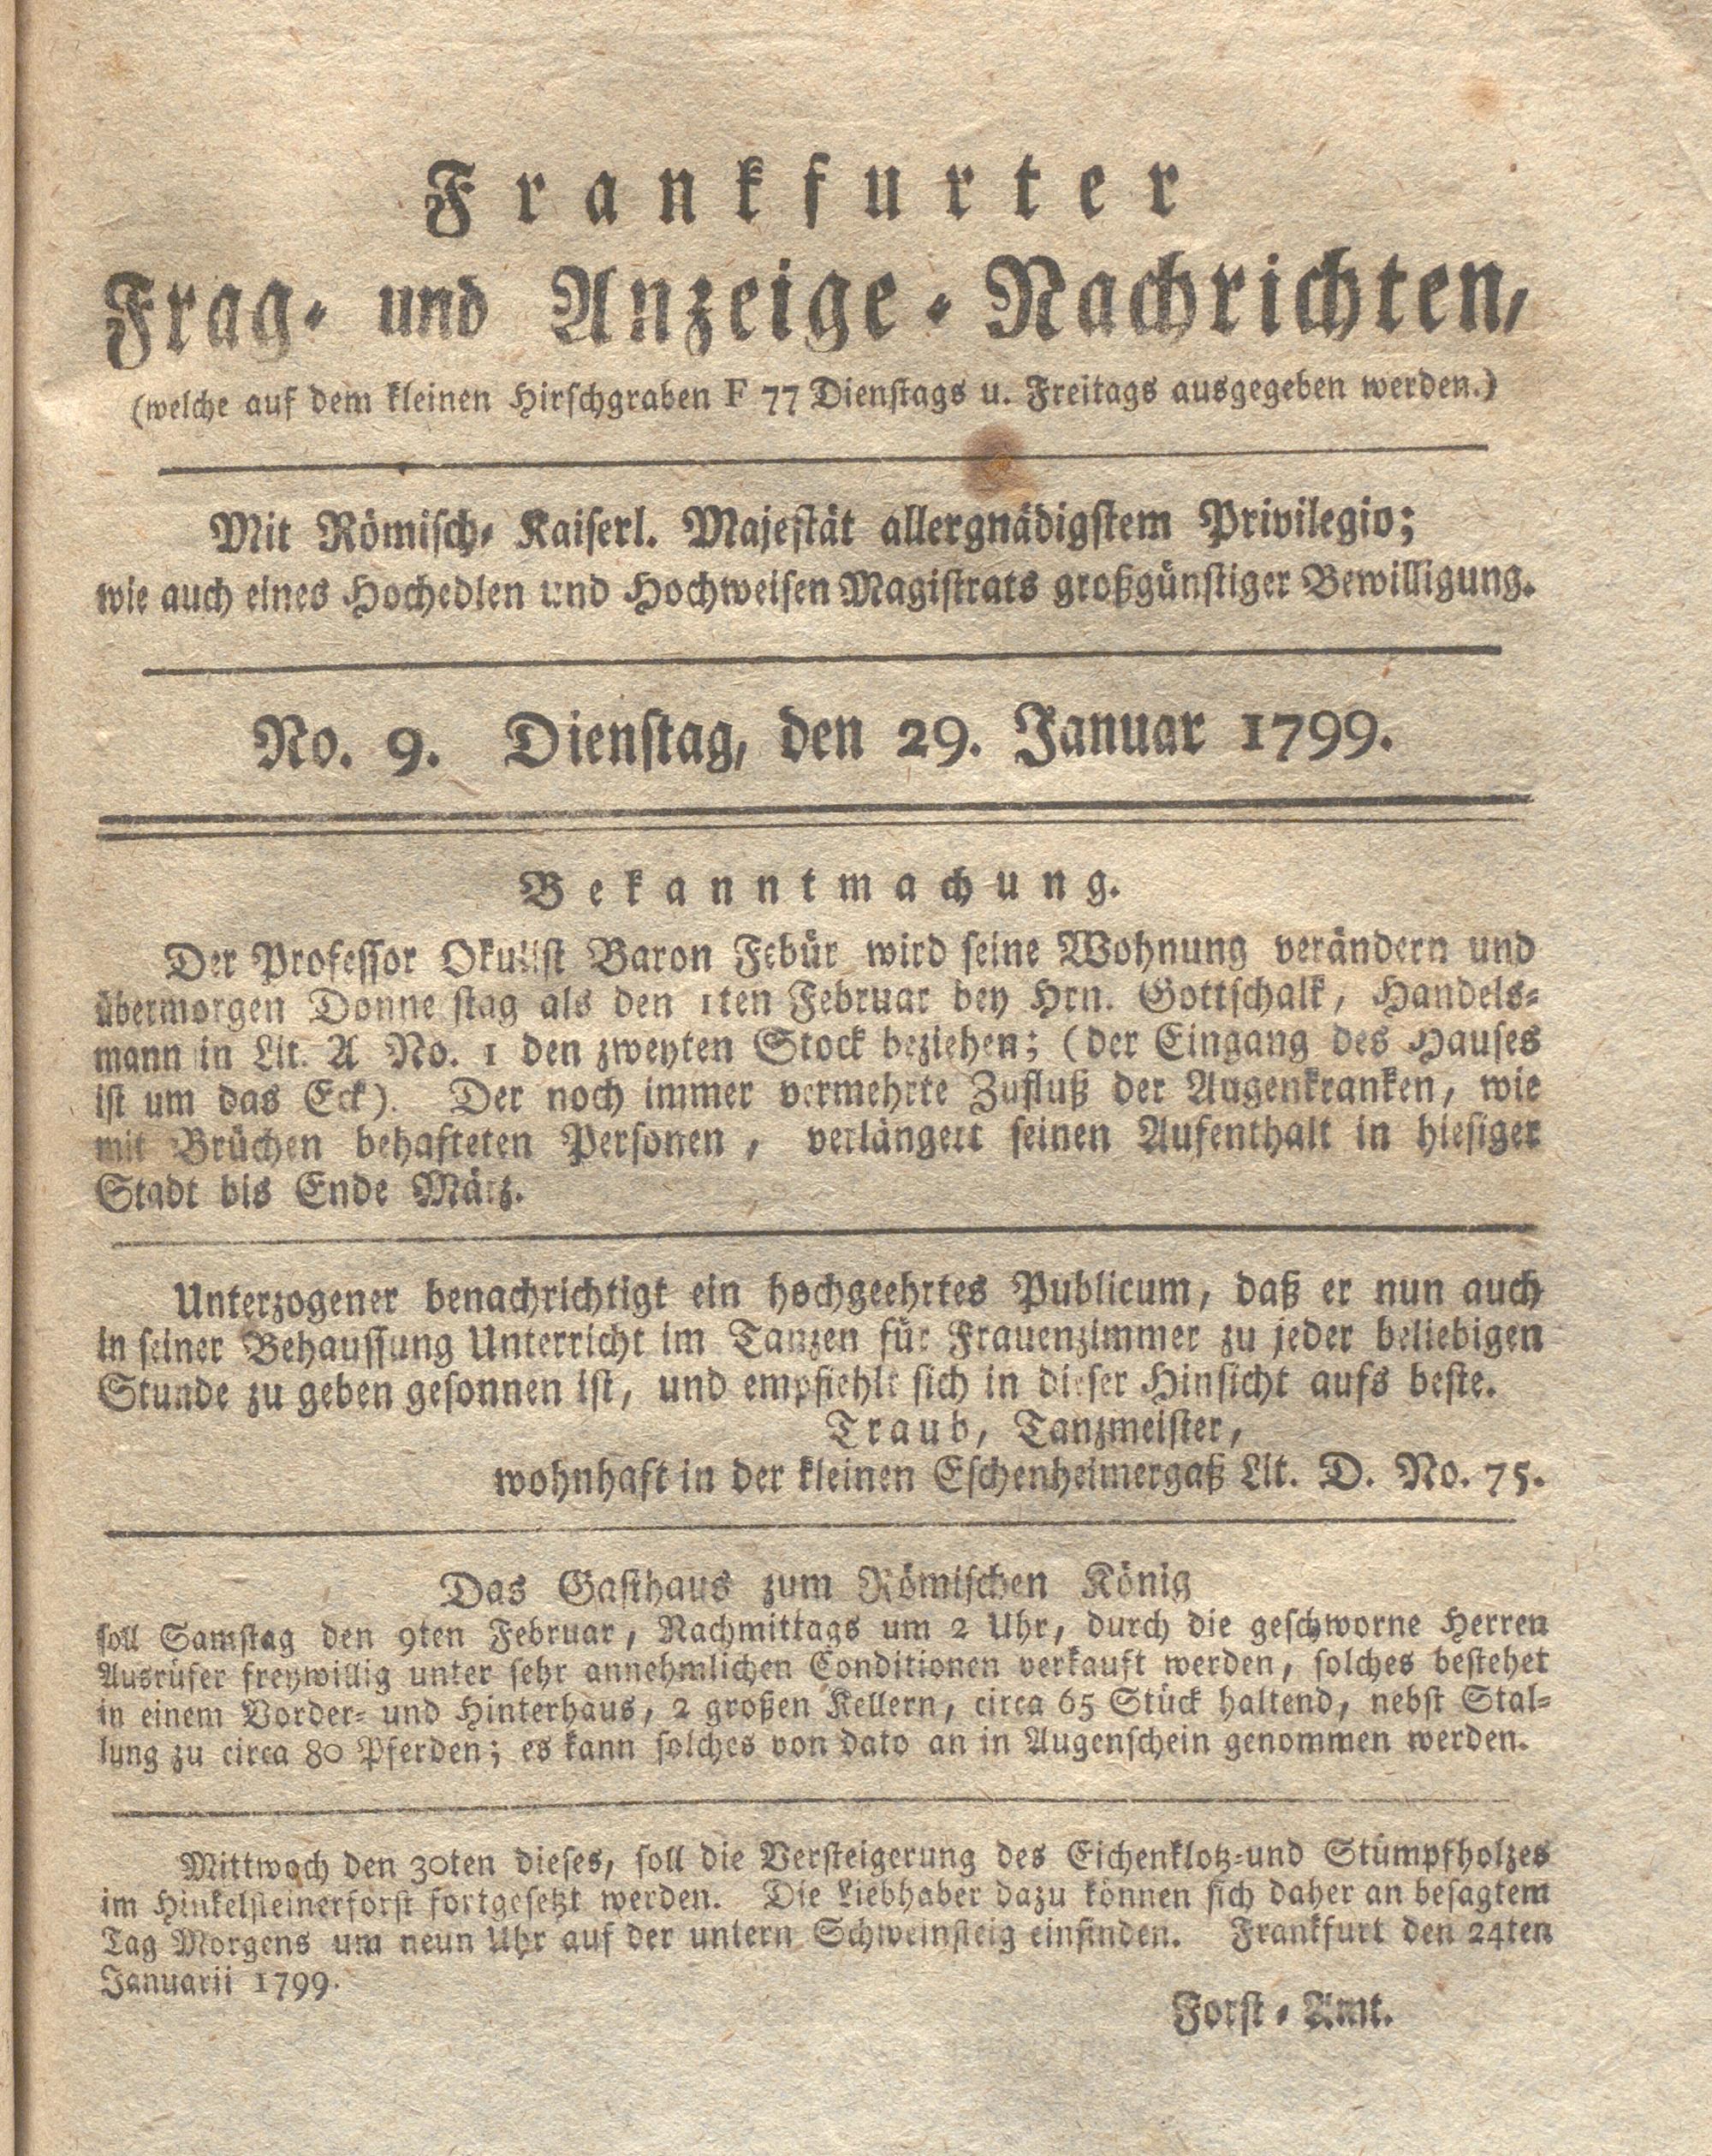 Frankfurter
Frag- und Anzeige-Nachrichten,
(welche auf dem kleinen Hirschgraben F 77 Dienstags u. Freitags ausgegeben werden.)
Mit Römisch- Kaiserl. Majestät allergnädigstem Privilegio;
wie auch eines Hochedlen und Hochweisen Magistrats großgünstiger Bewilligung.
No. 9. Dienstag, den 29. Januar 1799.
Bekanntmachung.
Der Professor Okulist Baron Febür wird seine Wohnung verändern und
übermorgen Donnerstag als den 1ten Februar bey Hrn. Gottschalk, Handels-
mann in Lit. A No. 1 den zweyten Stock beziehen; (der Eingang des Hauses
ist um das Eck). Der noch immer vermehrte Zufluß der Augenkranken, wie
mit Brüchen behafteten Personen, verlängert seinen Aufenthalt in hiesiger
Stadt bis Ende März.
Unterzogener benachrichtigt ein hochgeehrtes Publicum, daß er nun auch
in seiner Behaussung Unterricht im Tanzen für Frauenzimmer zu jeder beliebigen
Stunde zu geben gesonnen ist, und empfiehlt sich in dieser Hinsicht aufs beste.
Traub, Tanzmeister,
wohnhaft in der kleinen Eschenheimergaß Lit. D. No. 75.
Das Gasthaus zum Römischen König
soll Samstag den 9ten Februar, Nachmittags um 2 Uhr, durch die geschworne Herren
Ausrüfer freywillig unter sehr annehmlichen Conditionen verkauft werden, solches bestehet
in einem Vorder- und Hinterhaus, 2 großen Kellern, circa 65 Stück haltend, nebst Stal-
lung zu circa 80 Pferden; es kann solches von dato an in Augenschein genommen werden.
Mittwoch den 30ten dieses, soll die Versteigerung des Eichenklotz-und Stümpfholzes
im Hinkelsteinerforst fortgesetzt werden. Die Liebhaber dazu können sich daher an besagtem
Tag Morgens um neun Uhr auf der untern Schweinsteig einfinden. Frankfurt den 24ten
Januarii 1799.
Forst-Amt.